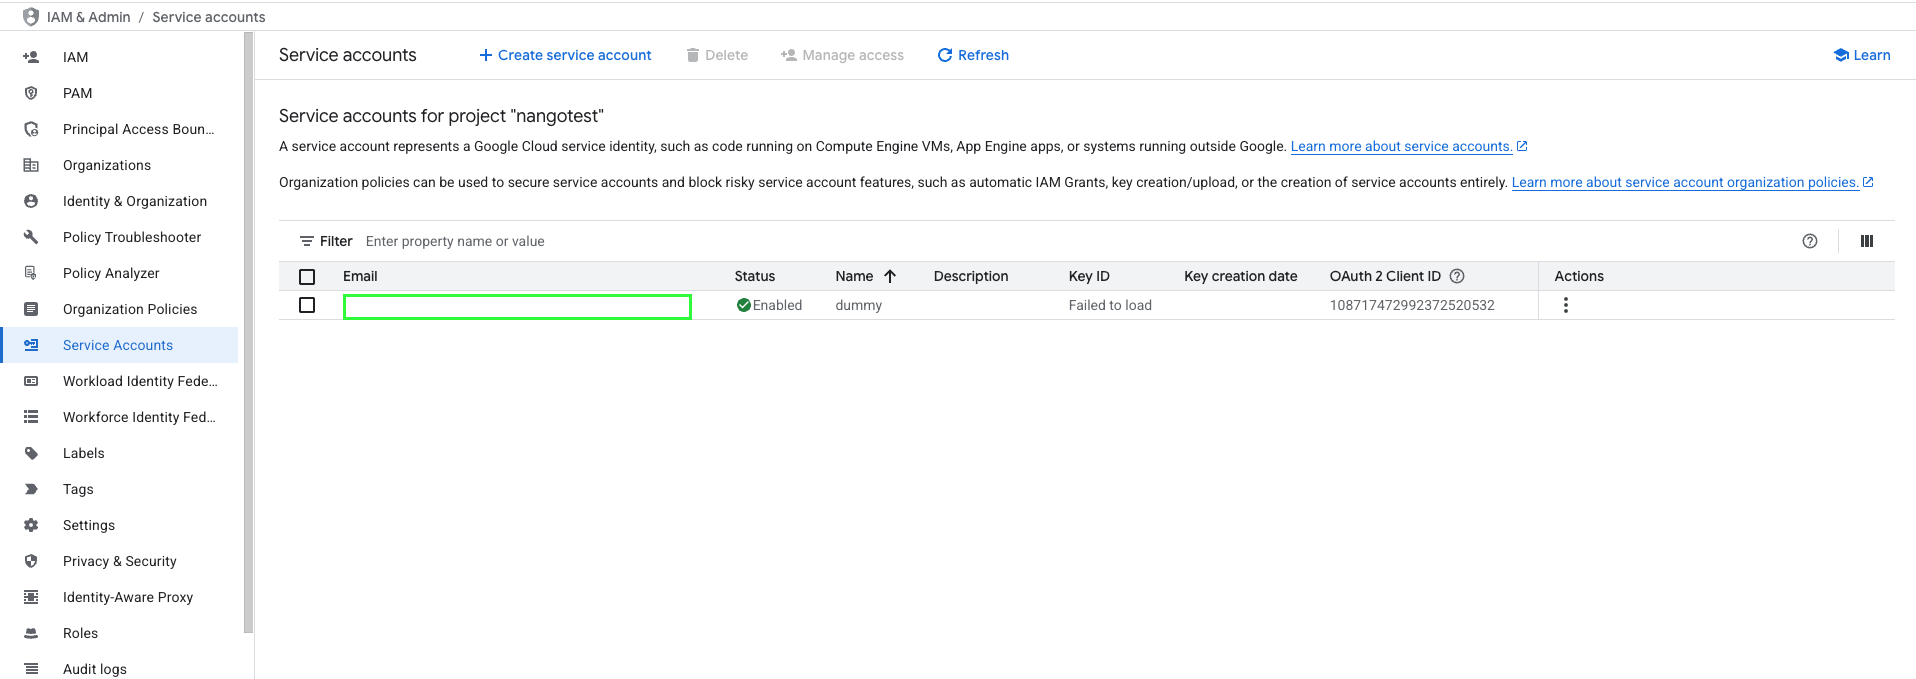 IAM & Admin / Service accounts
IAM
PAM
Principal Access Boun...
Organizations
Identity & Organization
Policy Troubleshooter
Policy Analyzer
Organization Policies
Service Accounts
Workload Identity Fede...
Workforce Identity Fed...
Labels
Tags
Settings
Privacy & Security
Identity-Aware Proxy
Roles
Audit logs
Service accounts + Create service account Delete Manage access Refresh Learn
Service accounts for project "nangotest"
A service account represents a Google Cloud service identity, such as code running on Compute Engine VMs, App Engine apps, or systems running outside Google. Learn more about service accounts.
Organization policies can be used to secure service accounts and block risky service account features, such as automatic IAM Grants, key creation/upload, or the creation of service accounts entirely. Learn more about service account organization policies.
Filter Enter property name or value
Email Status Name Description Key ID Key creation date OAuth 2 Client ID Actions
Enabled dummy Failed to load 108717472992372520532